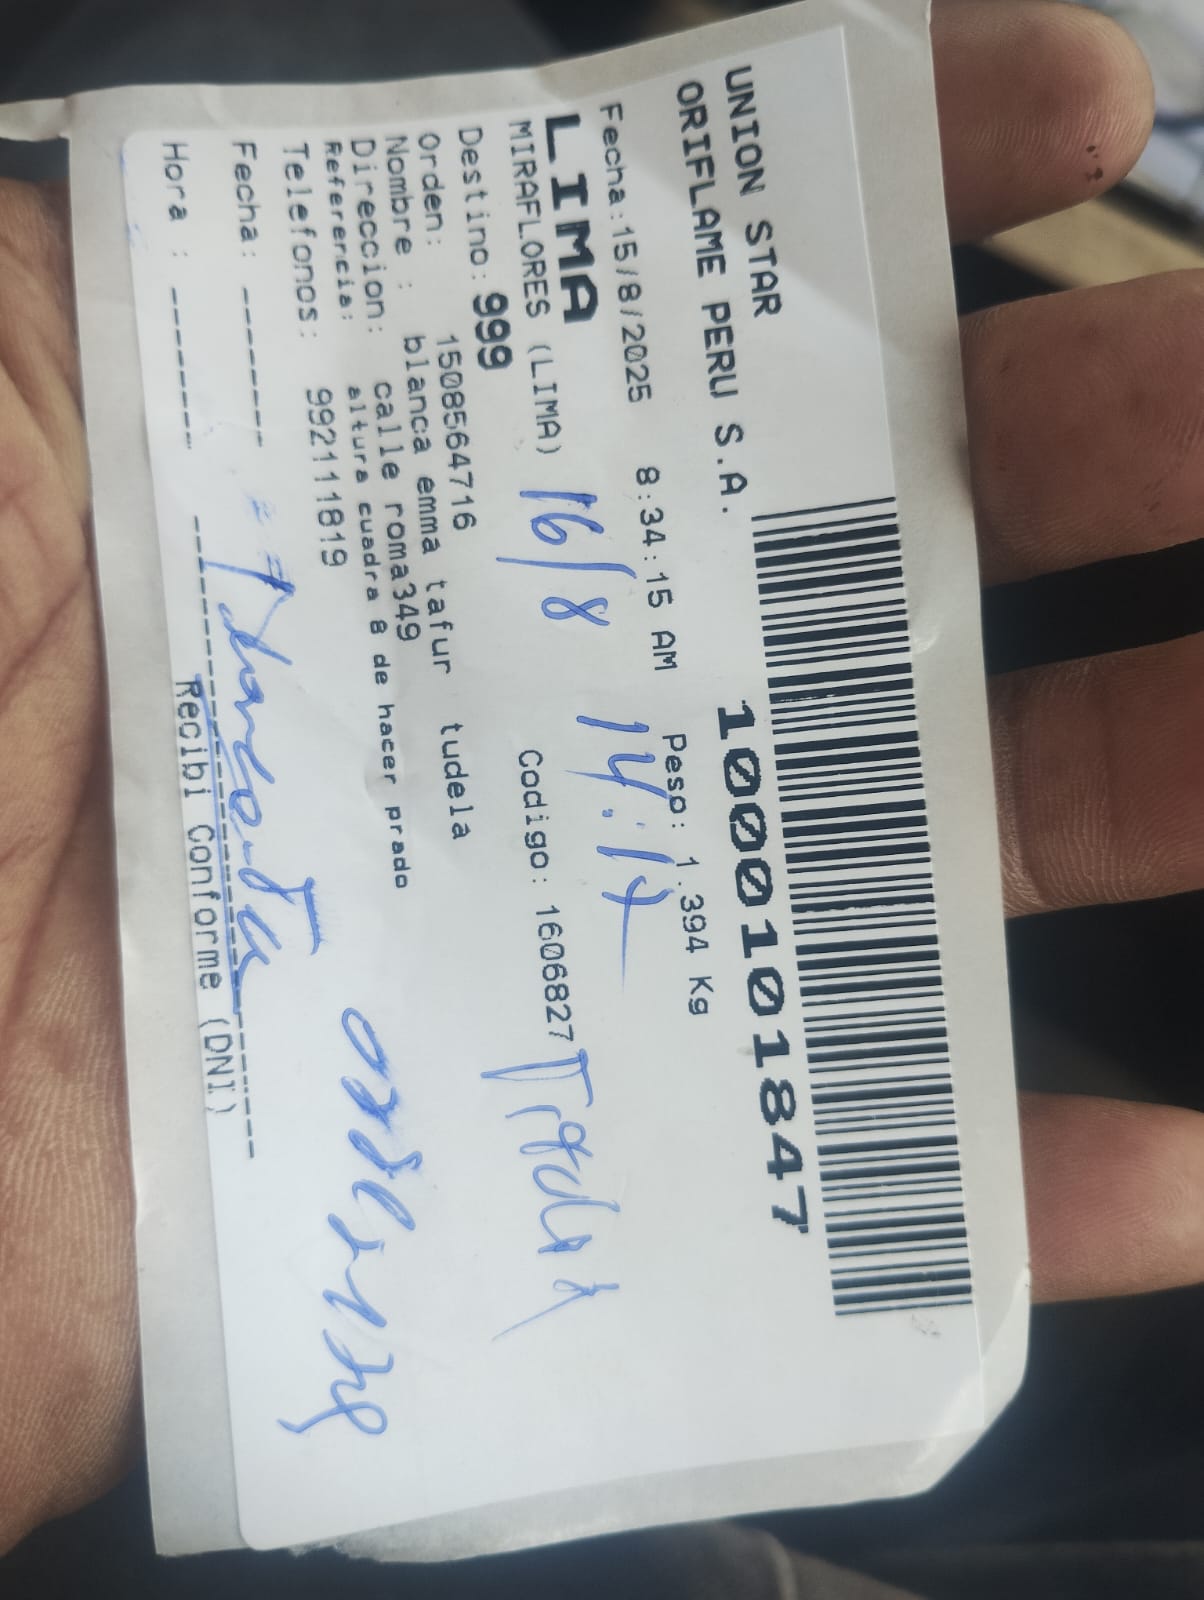 UNION STAR
ORIFLAME PERU S.A.
1000101847
Fecha:15/8/2025 8:34:15 AM Peso: 1.394 Kg
LIMA
MIRAFLORES (LIMA)
16/8 14:17
Destino: 999 Codigo: 1606827
Orden: 1508564716
Nombre : blanca emma tafur tudela
Direccion: calle roma349
Referencia: altura cuadra 8 de hacer prado
Telefonos: 992111819
Fecha: -------
Hora : -------
Recibi Conforme (DNI)